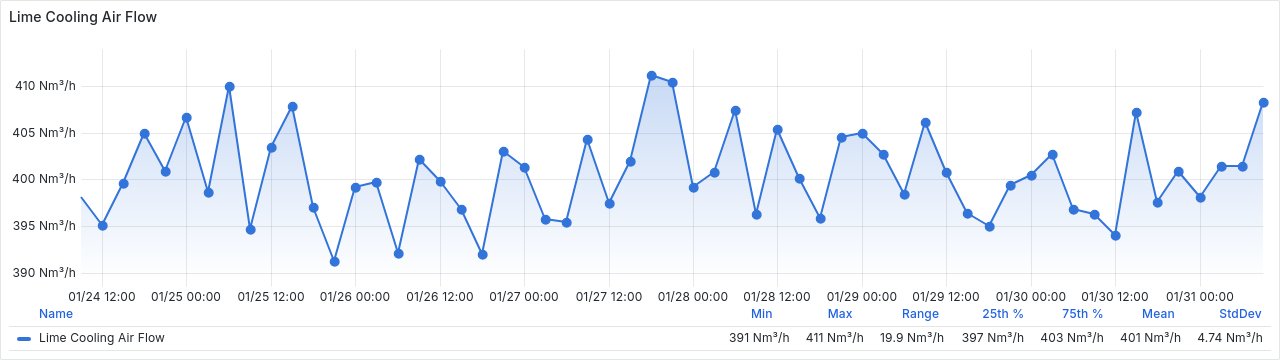 Lime Cooling Air Flow
410 Nm³/h
405 Nm³/h
400 Nm³/h
395 Nm³/h
390 Nm³/h
01/24 12:00 01/25 00:00 01/25 12:00 01/26 00:00 01/26 12:00 01/27 00:00 01/27 12:00 01/28 00:00 01/28 12:00 01/29 00:00 01/29 12:00 01/30 00:00 01/30 12:00 01/31 00:00
Name Min Max Range 25th % 75th % Mean StdDev
Lime Cooling Air Flow 391 Nm³/h 411 Nm³/h 19.9 Nm³/h 397 Nm³/h 403 Nm³/h 401 Nm³/h 4.74 Nm³/h